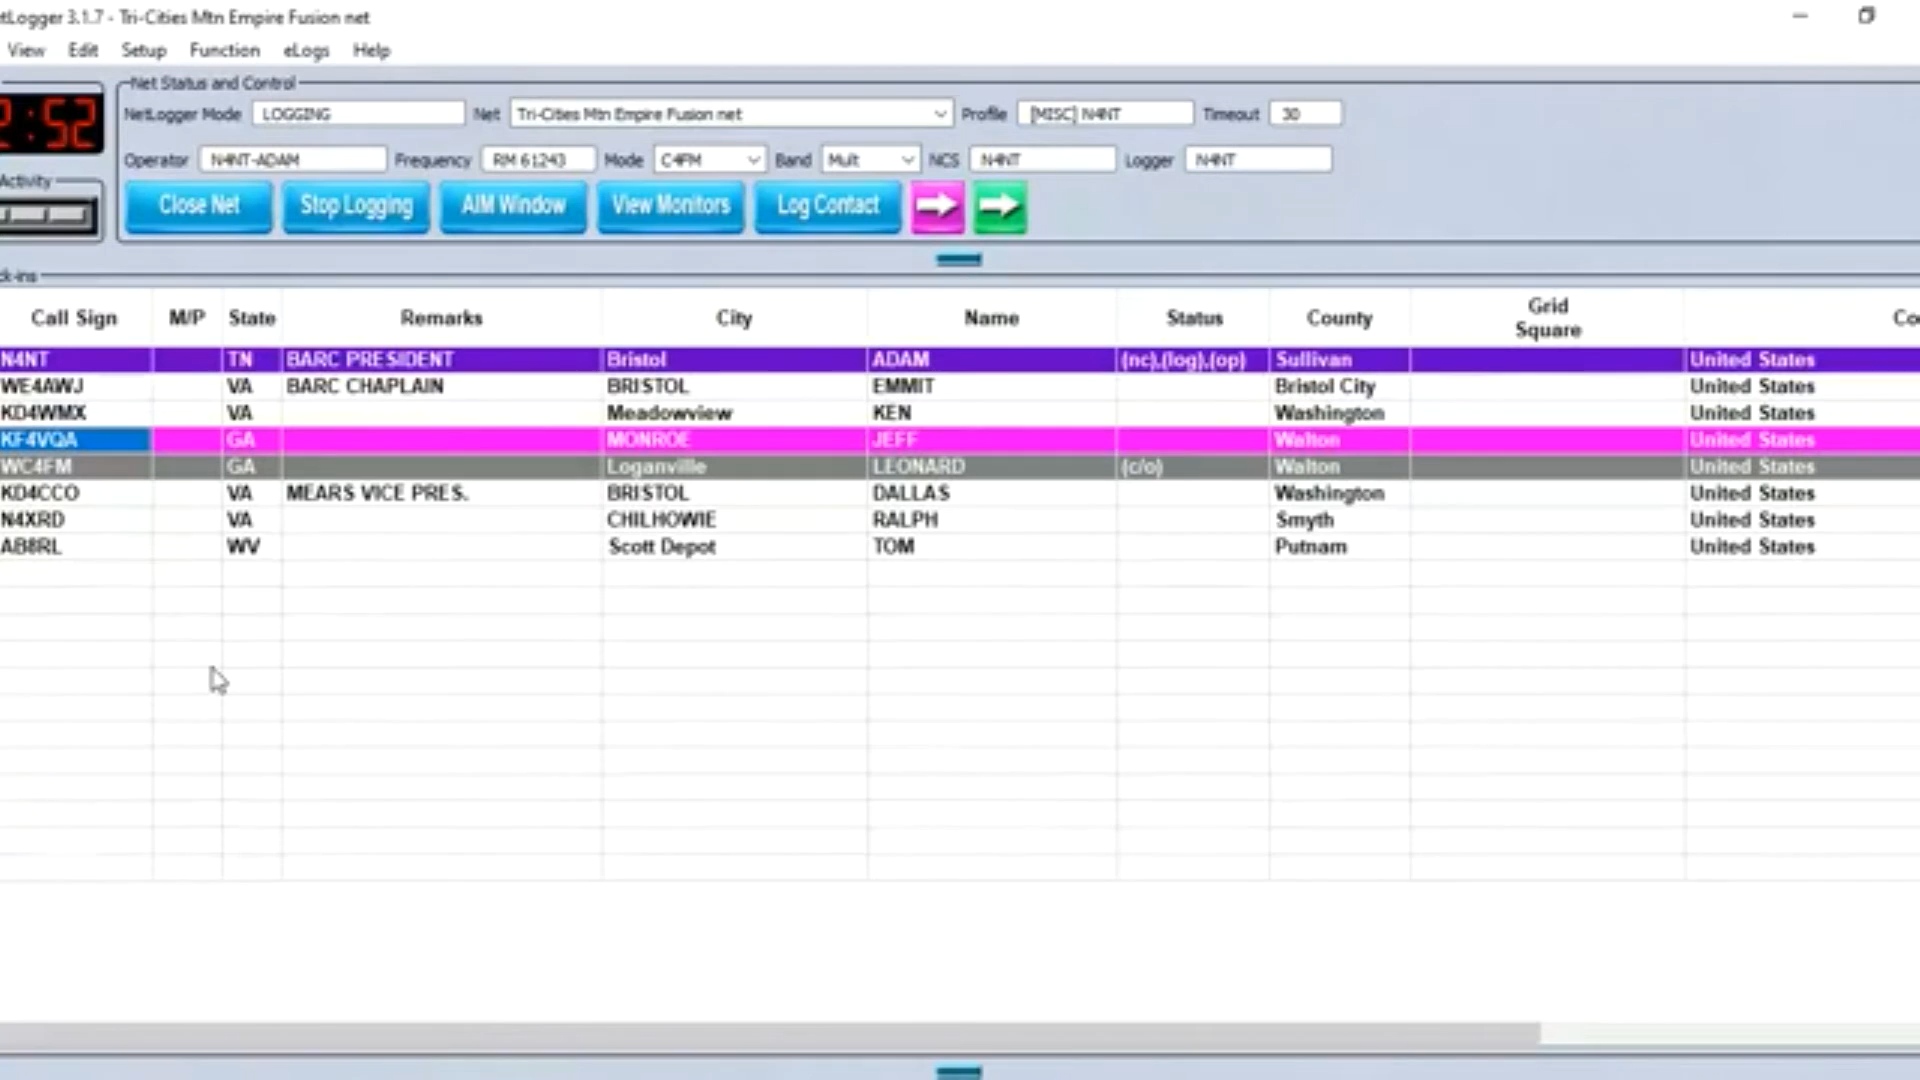 tLogger 3.1.7 - Tri-Cities Mtn Empire Fusion net
View Edit Setup Function eLogs Help
Net Status and Control
2:52 NetLogger Mode LOGGING Net Tri-Cities Mtn Empire Fusion net Profile [MISC] N4NT Timeout 30
Operator N4NT-ADAM Frequency RM 61243 Mode C4FM Band Mult NCS N4NT Logger N4NT
Activity
Close Net Stop Logging AIM Window View Monitors Log Contact
ck-ins
Call Sign M/P State Remarks City Name Status County Grid Square Co
N4NT TN BARC PRESIDENT Bristol ADAM (nc),(log),(op) Sullivan United States
WE4AWJ VA BARC CHAPLAIN BRISTOL EMMIT Bristol City United States
KD4WMX VA Meadowview KEN Washington United States
KF4VQA GA MONROE JEFF Walton United States
WC4FM GA Loganville LEONARD (c/o) Walton United States
KD4CCO VA MEARS VICE PRES. BRISTOL DALLAS Washington United States
N4XRD VA CHILHOWIE RALPH Smyth United States
AB8RL WV Scott Depot TOM Putnam United States